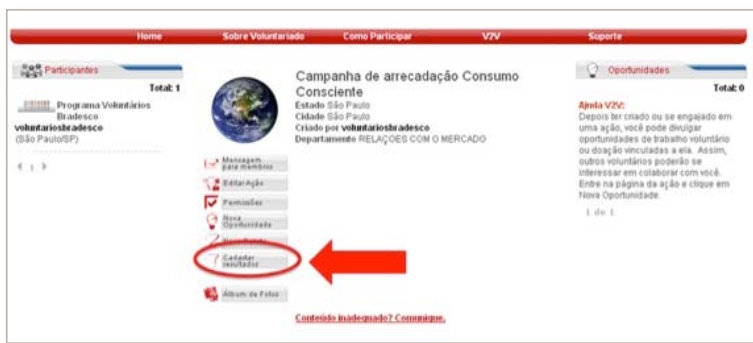 Home Sobre Voluntariado Como Participar V2V Suporte
Participantes
Total: 1
Programa Voluntários
Bradesco
voluntariosbradesco
(São Paulo/SP)
1
Campanha de arrecadação Consumo
Consciente
Estado São Paulo
Cidade São Paulo
Criado por voluntariosbradesco
Departamento RELAÇOES COM O MERCADO
Mensagem
para membros
Editar Ação
Permissões
Nova
Oportunidade
Cadastrar
resultados
Álbum de Fotos
Conteúdo inadequado? Comunique.
Oportunidades
Total: 0
Ajuda V2V:
Depois ter criado ou se engajado em
uma ação, você pode divulgar
oportunidades de trabalho voluntário
ou doação vinculadas a ela. Assim,
outros voluntários poderão se
interessar em colaborar com você.
Entre na página da ação e clique em
Nova Oportunidade.
1 de 1